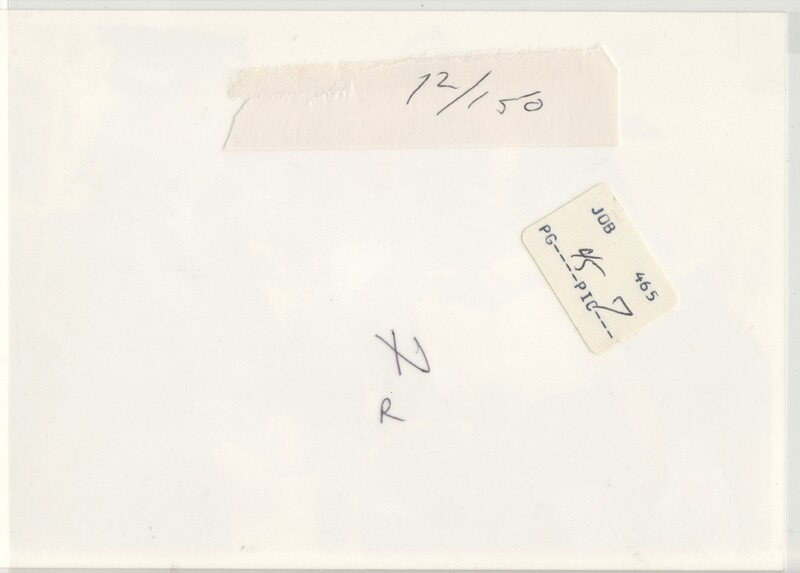 12/150
JOB 465
PG----PIC---
7
R